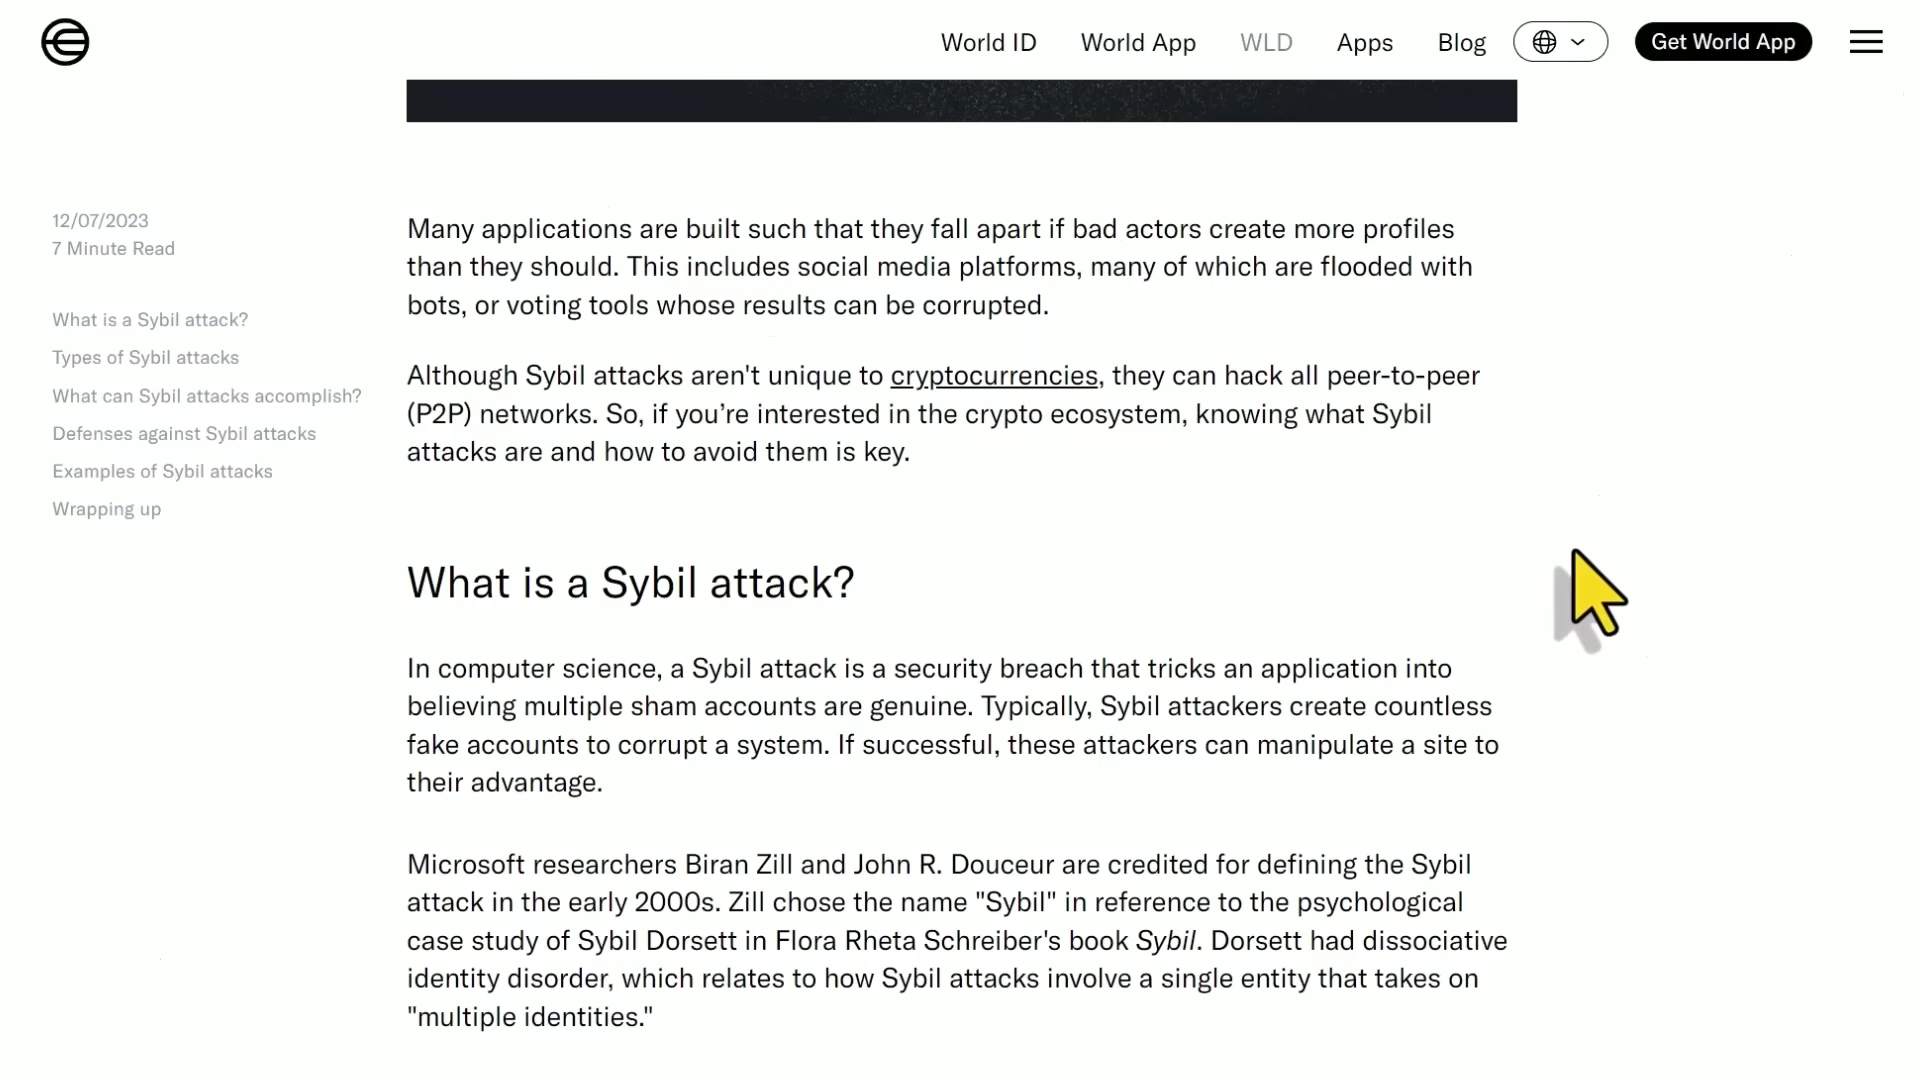 World ID World App WLD Apps Blog Get World App
12/07/2023
7 Minute Read
What is a Sybil attack?
Types of Sybil attacks
What can Sybil attacks accomplish?
Defenses against Sybil attacks
Examples of Sybil attacks
Wrapping up
Many applications are built such that they fall apart if bad actors create more profiles
than they should. This includes social media platforms, many of which are flooded with
bots, or voting tools whose results can be corrupted.
Although Sybil attacks aren't unique to cryptocurrencies, they can hack all peer-to-peer
(P2P) networks. So, if you’re interested in the crypto ecosystem, knowing what Sybil
attacks are and how to avoid them is key.
What is a Sybil attack?
In computer science, a Sybil attack is a security breach that tricks an application into
believing multiple sham accounts are genuine. Typically, Sybil attackers create countless
fake accounts to corrupt a system. If successful, these attackers can manipulate a site to
their advantage.
Microsoft researchers Biran Zill and John R. Douceur are credited for defining the Sybil
attack in the early 2000s. Zill chose the name "Sybil" in reference to the psychological
case study of Sybil Dorsett in Flora Rheta Schreiber's book Sybil. Dorsett had dissociative
identity disorder, which relates to how Sybil attacks involve a single entity that takes on
"multiple identities."